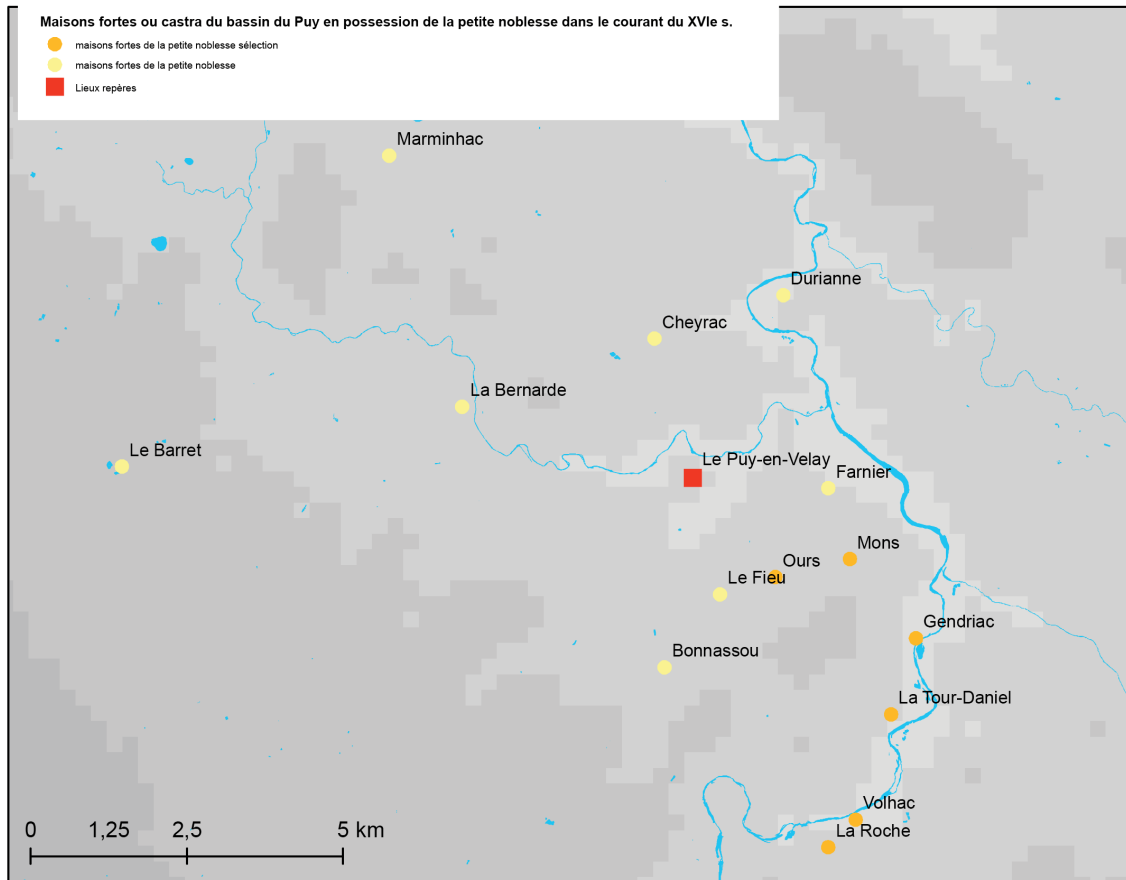 Maisons fortes ou castra du bassin du Puy en possession de la petite noblesse dans le courant du XVIe s.
maisons fortes de la petite noblesse sélection
maisons fortes de la petite noblesse
Lieux repères
Marminhac
Durianne
Cheyrac
La Bernarde
Le Barret
Le Puy-en-Velay
Farnier
Mons
Ours
Le Fieu
Gendriac
Bonnassou
La Tour-Daniel
Volhac
La Roche
0 1,25 2,5 5 km